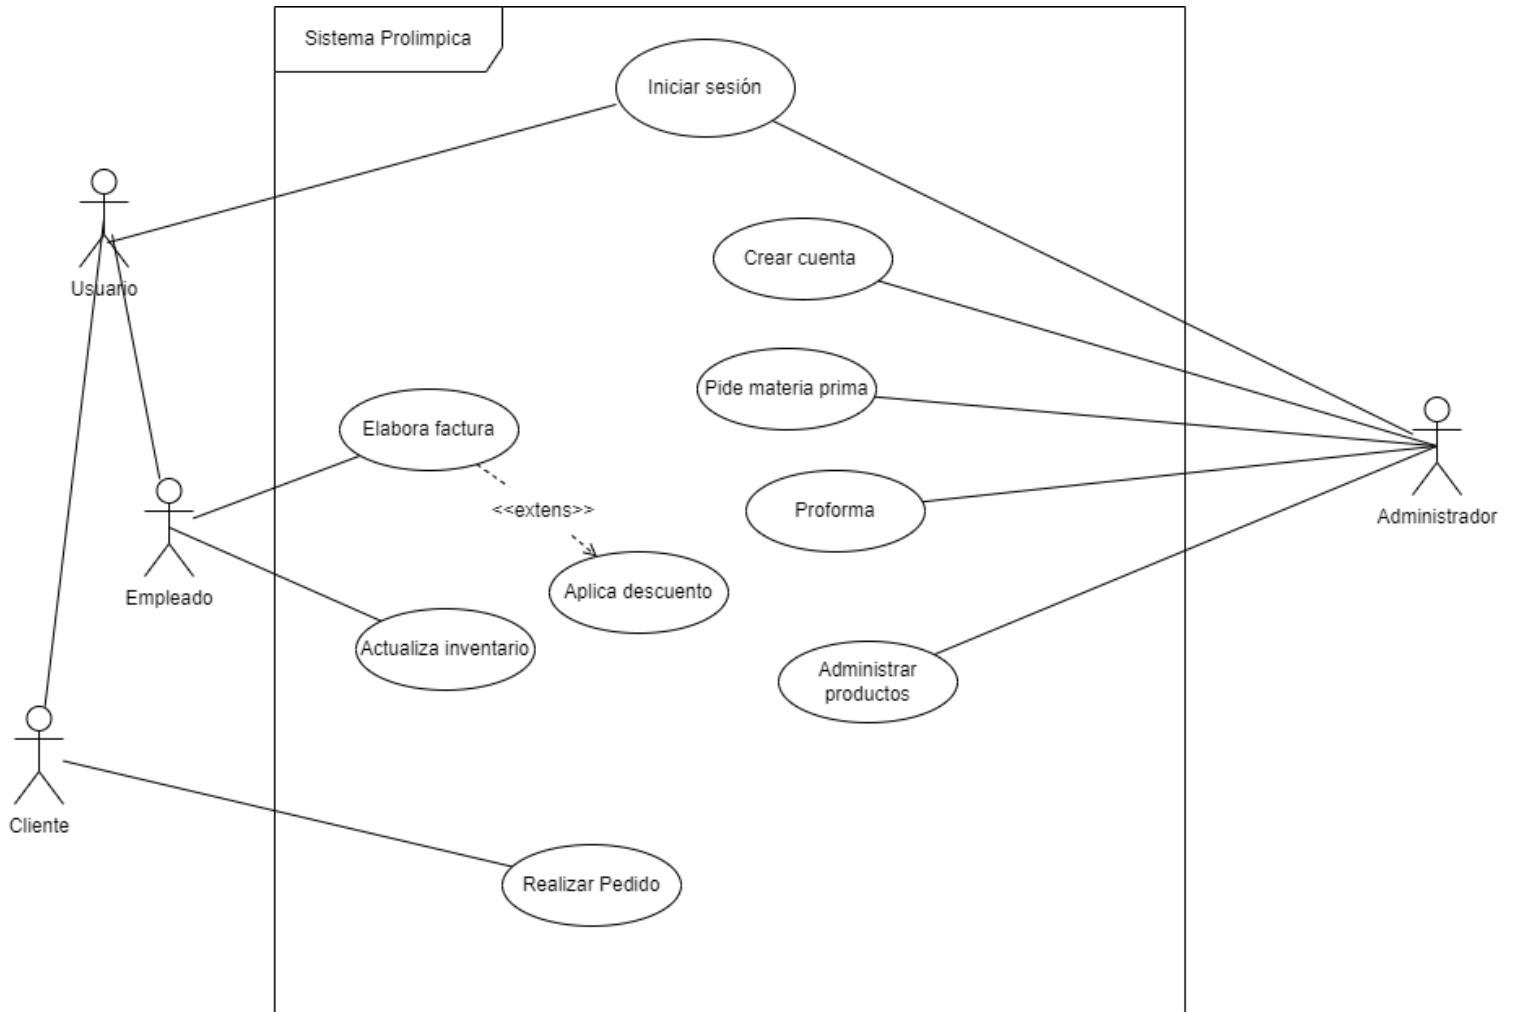 Sistema Prolimpica
Iniciar sesión
Crear cuenta
Usuario
Pide materia prima
Elabora factura
<<extens>>
Proforma
Administrador
Empleado
Aplica descuento
Actualiza inventario
Administrar
productos
Cliente
Realizar Pedido